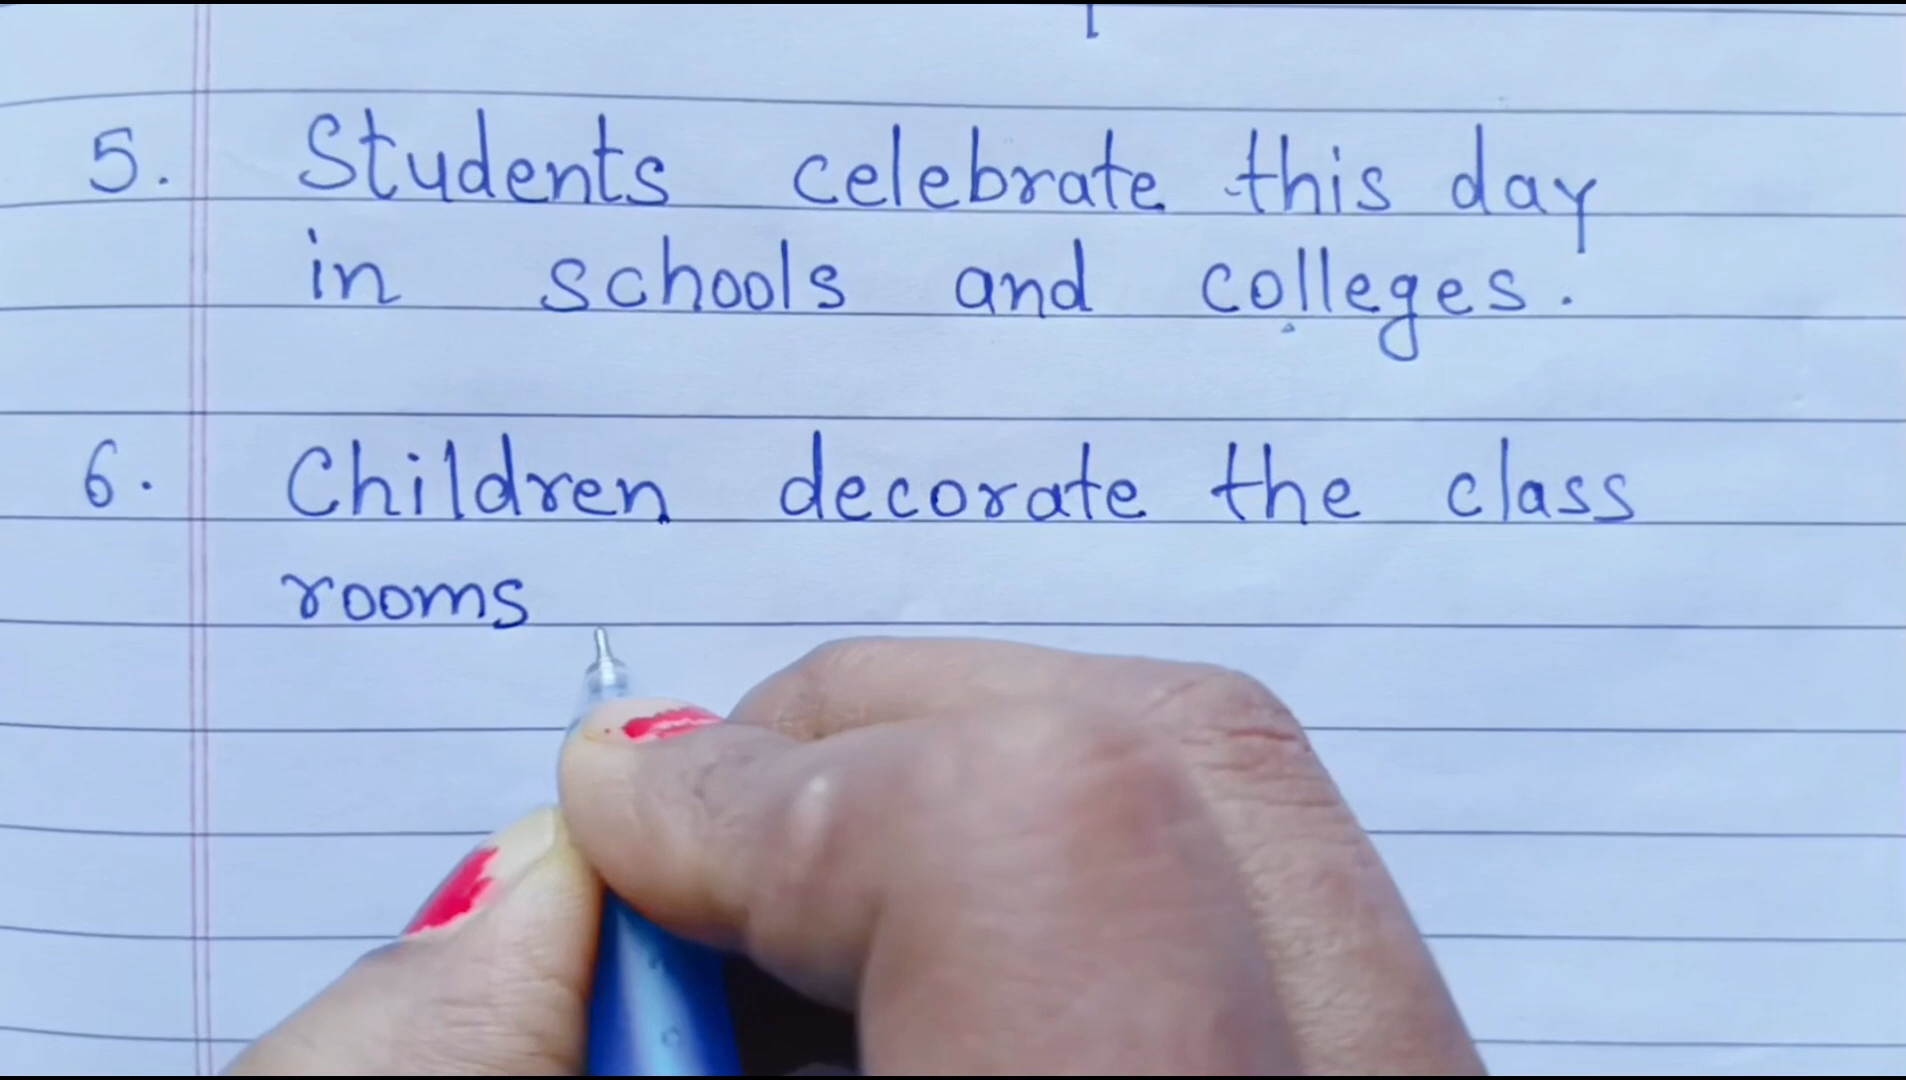 5. Students celebrate this day
in schools and colleges.
6. Children decorate the class
rooms